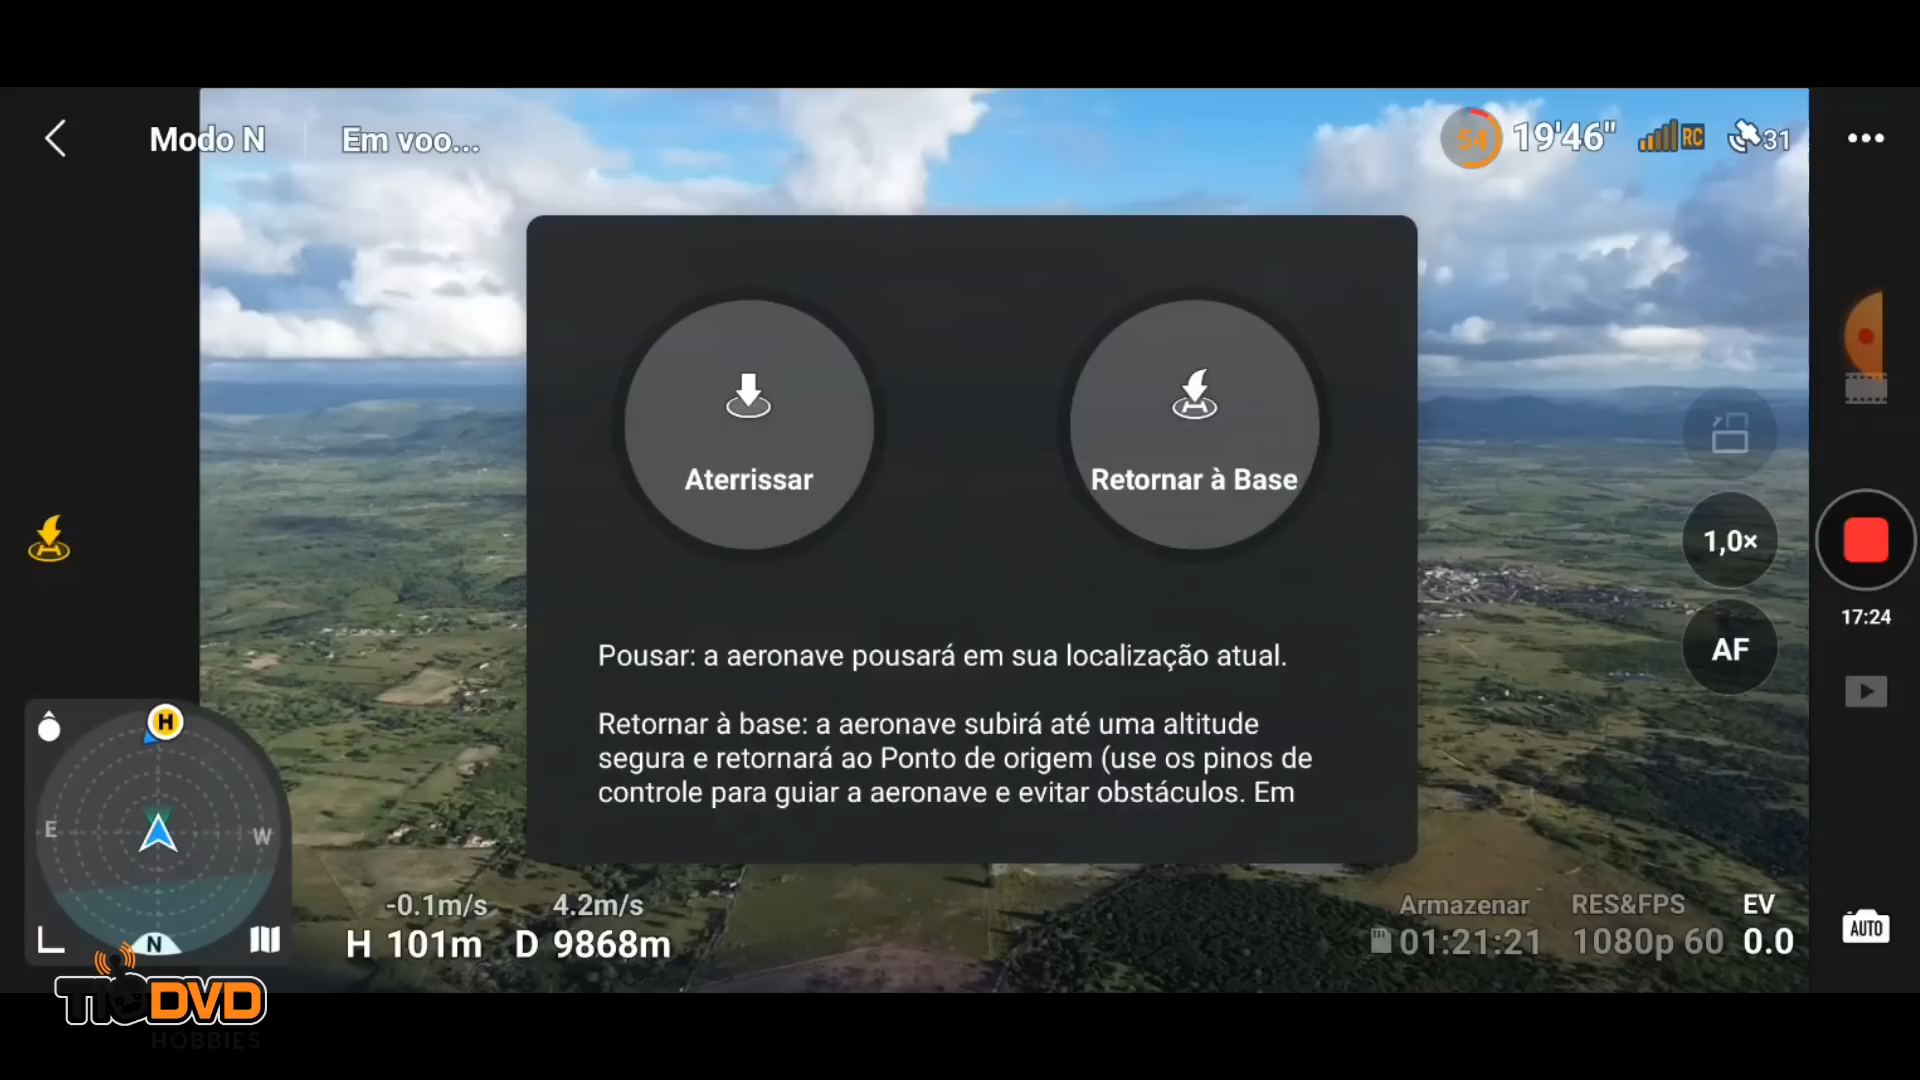 Modo N
Em voo...
54
19'46"
RC
31
Aterrissar
Retornar à Base
1,0×
17:24
AF
Pousar: a aeronave pousará em sua localização atual.
Retornar à base: a aeronave subirá até uma altitude
segura e retornará ao Ponto de origem (use os pinos de
controle para guiar a aeronave e evitar obstáculos. Em
H
E
W
N
-0.1m/s
4.2m/s
H 101m
D 9868m
Armazenar
RES&FPS
EV
01:21:21
1080p 60
0.0
AUTO
TIODVD
HOBBIES